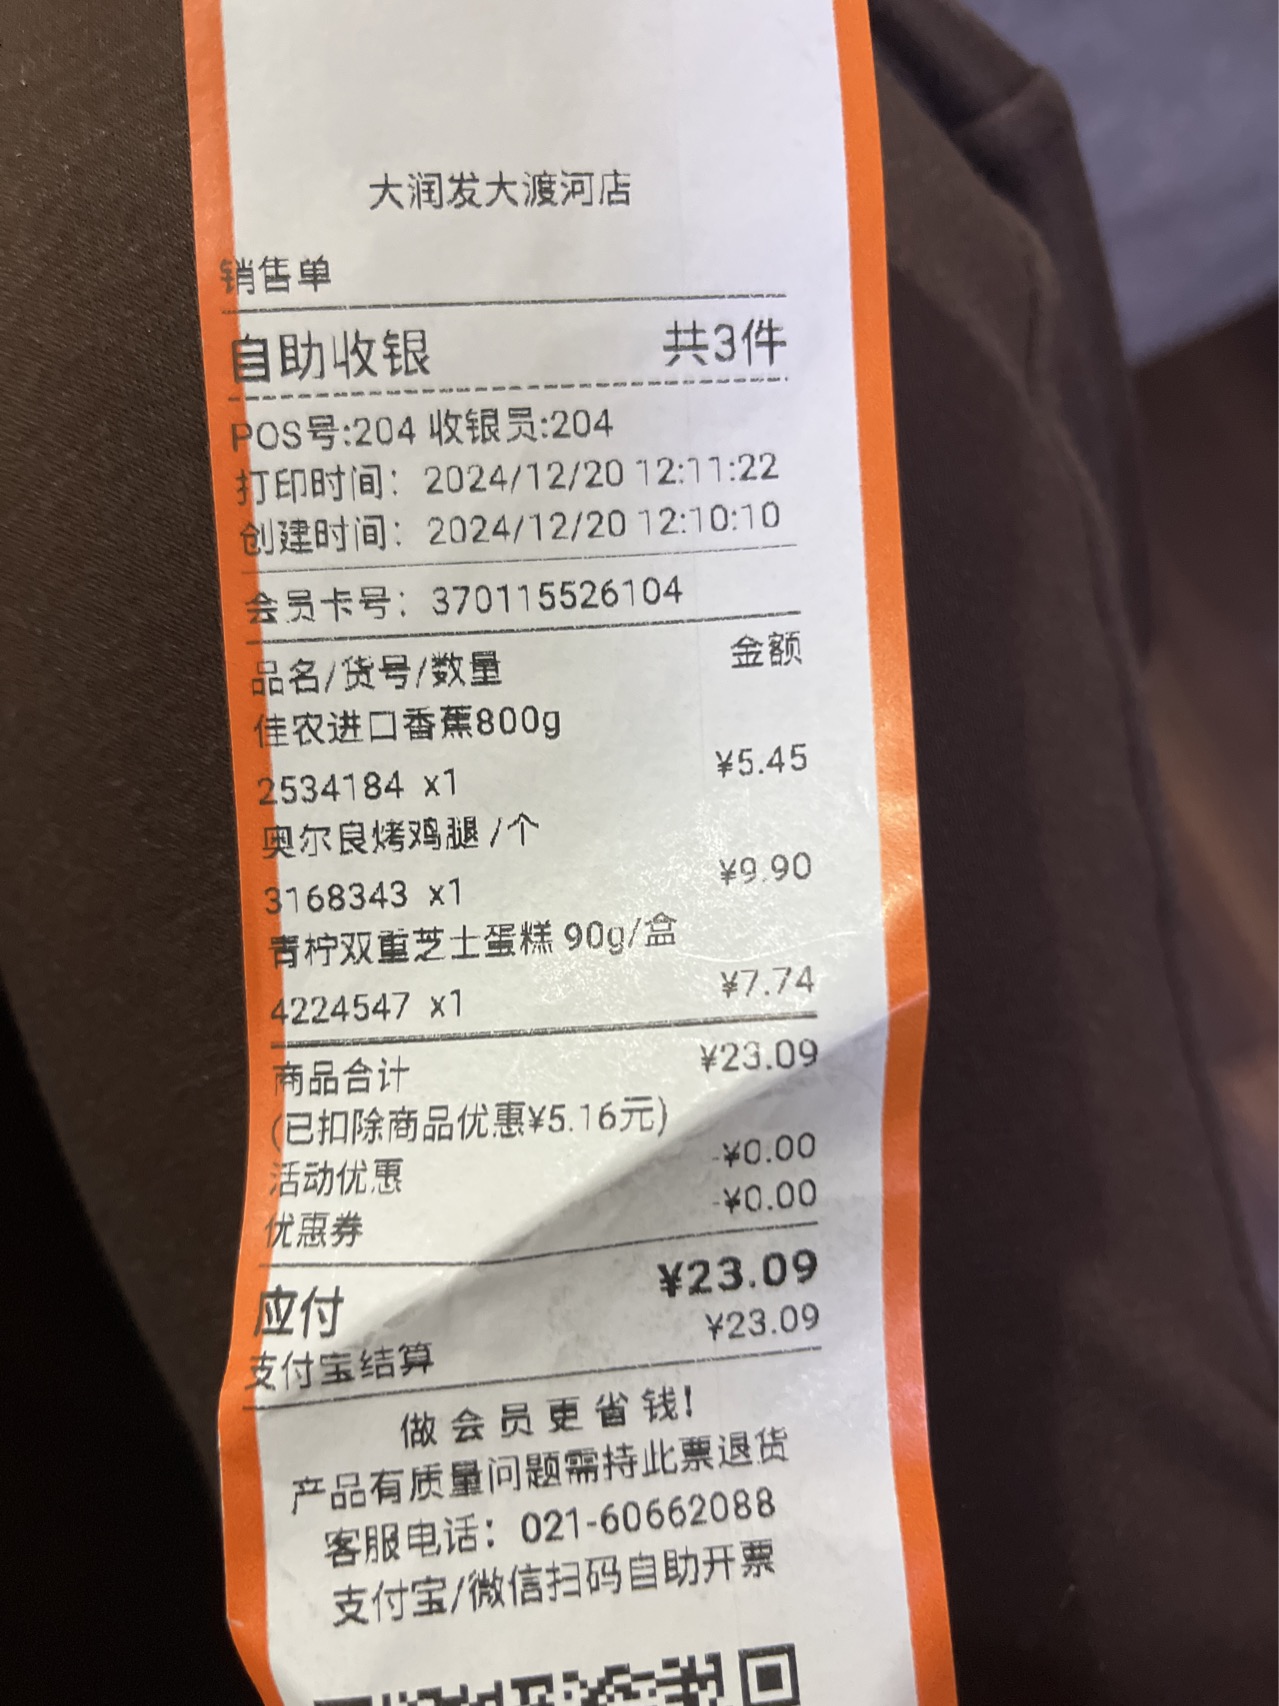 大润发大渡河店
销售单
自助收银 共3件
POS号:204 收银员:204
打印时间：2024/12/20 12:11:22
创建时间：2024/12/20 12:10:10
会员卡号：370115526104
品名/货号/数量 金额
佳农进口香蕉800g
2534184 x1 ¥5.45
奥尔良烤鸡腿 /个
3168343 x1 ¥9.90
青柠双重芝士蛋糕 90g/盒
4224547 x1 ¥7.74
商品合计 ¥23.09
(已扣除商品优惠¥5.16元)
活动优惠 -¥0.00
优惠券 -¥0.00
应付 ¥23.09
支付宝结算 ¥23.09
做会员更省钱!
产品有质量问题需持此票退货
客服电话：021-60662088
支付宝/微信扫码自助开票